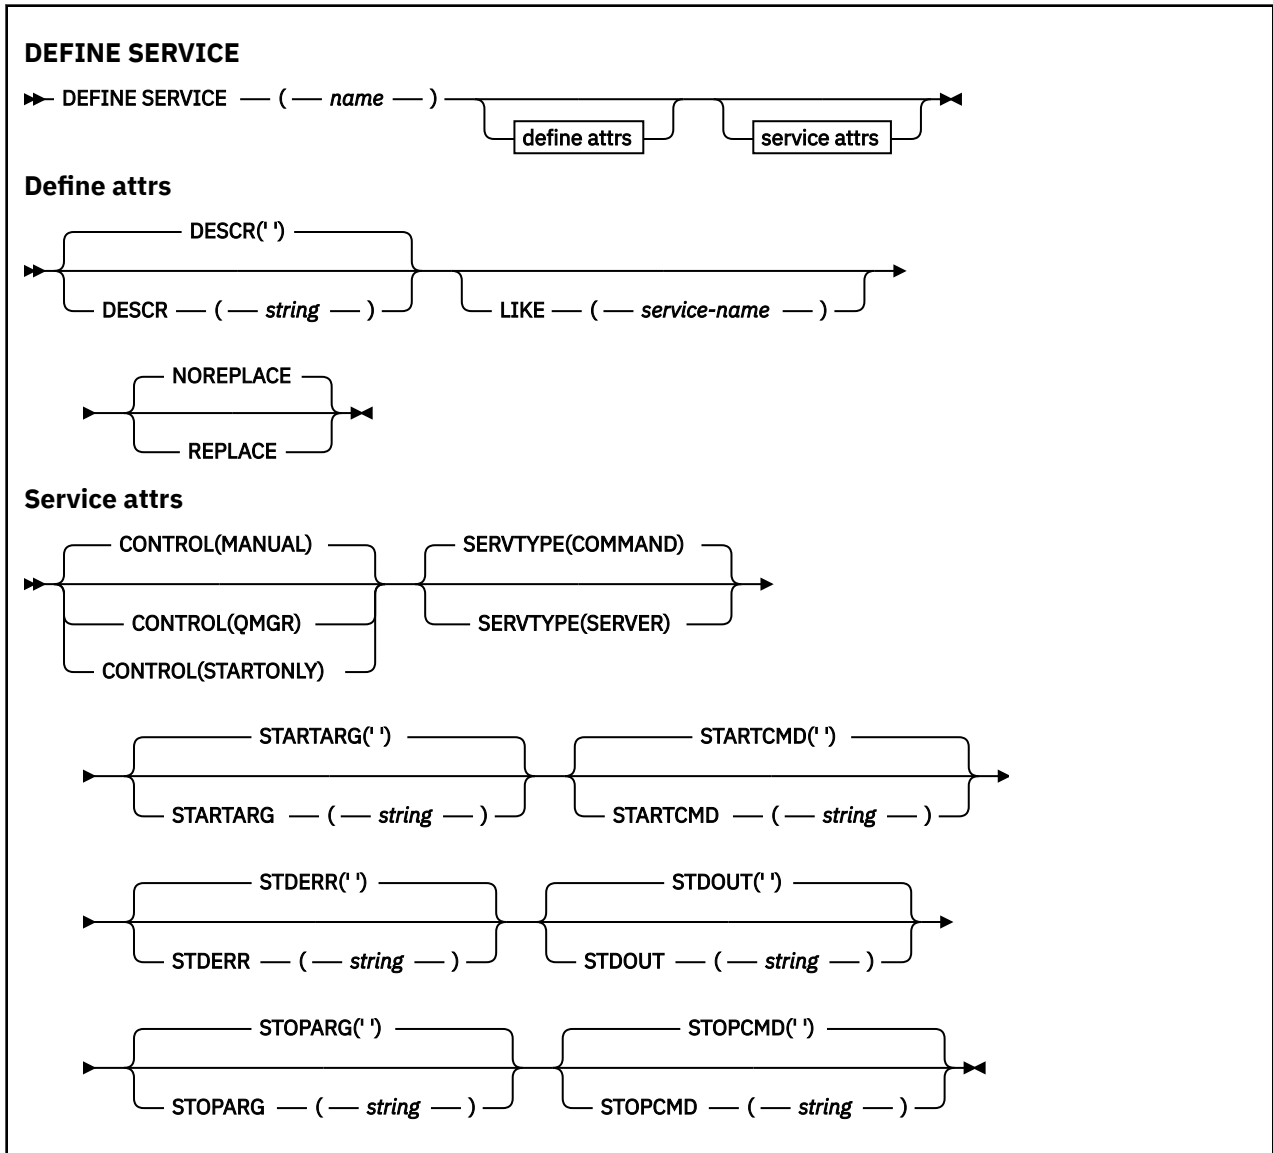 DEFINE SERVICE
DEFINE SERVICE ( name )
define attrs service attrs
Define attrs
DESCR(' ')
DESCR ( string ) LIKE ( service-name )
NOREPLACE
REPLACE
Service attrs
CONTROL(MANUAL) SERVTYPE(COMMAND)
CONTROL(QMGR) SERVTYPE(SERVER)
CONTROL(STARTONLY)
STARTARG(' ') STARTCMD(' ')
STARTARG ( string ) STARTCMD ( string )
STDERR(' ') STDOUT(' ')
STDERR ( string ) STDOUT ( string )
STOPARG(' ') STOPCMD(' ')
STOPARG ( string ) STOPCMD ( string )